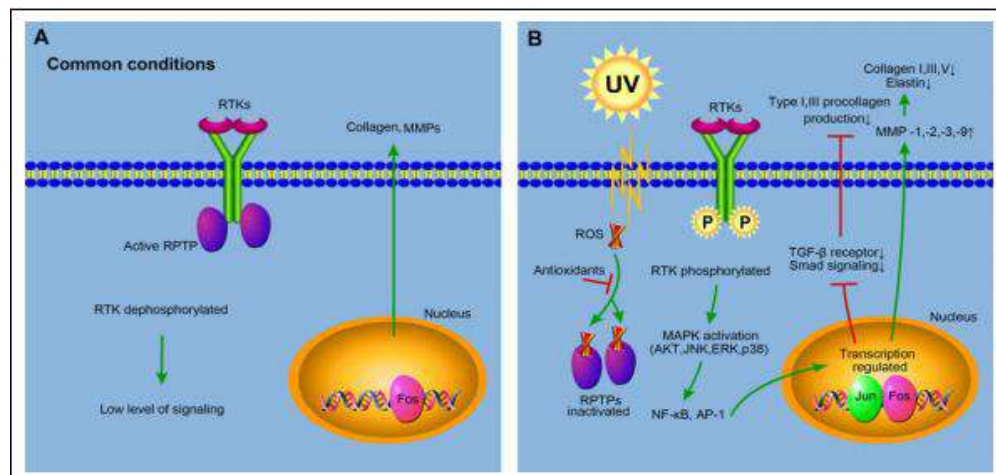 A
Common conditions
RTKs
Collagen, MMPs
Active RPTP
RTK dephosphorylated
Low level of signaling
Nucleus
Fos
B
UV
RTKs
Collagen I,III,V↓
Elastin↓
Type I,III procollagen
production↓
MMP -1,-2,-3,-9↑
P
P
ROS
Antioxidants
RPTPs
inactivated
RTK phosphorylated
MAPK activation
(AKT,JNK,ERK,p38)
NF-κB, AP-1
TGF-β receptor↓
Smad signaling↓
Nucleus
Transcription
regulated
Jun
Fos